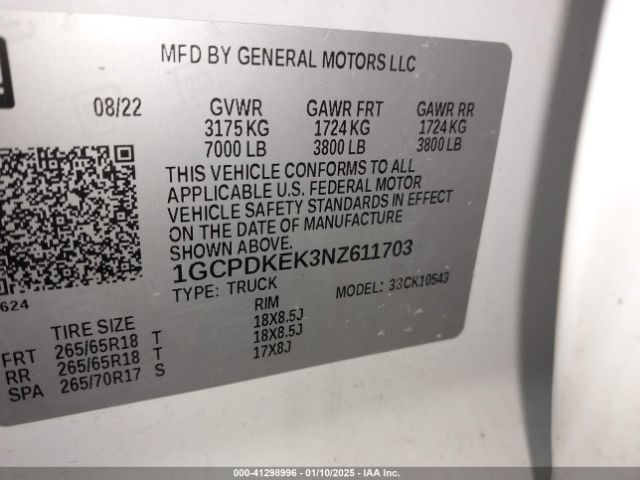 MFD BY GENERAL MOTORS LLC
08/22 GVWR GAWR FRT GAWR RR
3175 KG 1724 KG 1724 KG
7000 LB 3800 LB 3800 LB
THIS VEHICLE CONFORMS TO ALL
APPLICABLE U.S. FEDERAL MOTOR
VEHICLE SAFETY STANDARDS IN EFFECT
ON THE DATE OF MANUFACTURE
SHOWN ABOVE.
1GCPDKEK3NZ611703
TYPE: TRUCK MODEL: 33CK10543
624
TIRE SIZE RIM
FRT 265/65R18 T 18X8.5J
RR 265/65R18 T 18X8.5J
SPA 265/70R17 S 17X8J
000-41298996 - 01/10/2025 - IAA Inc.